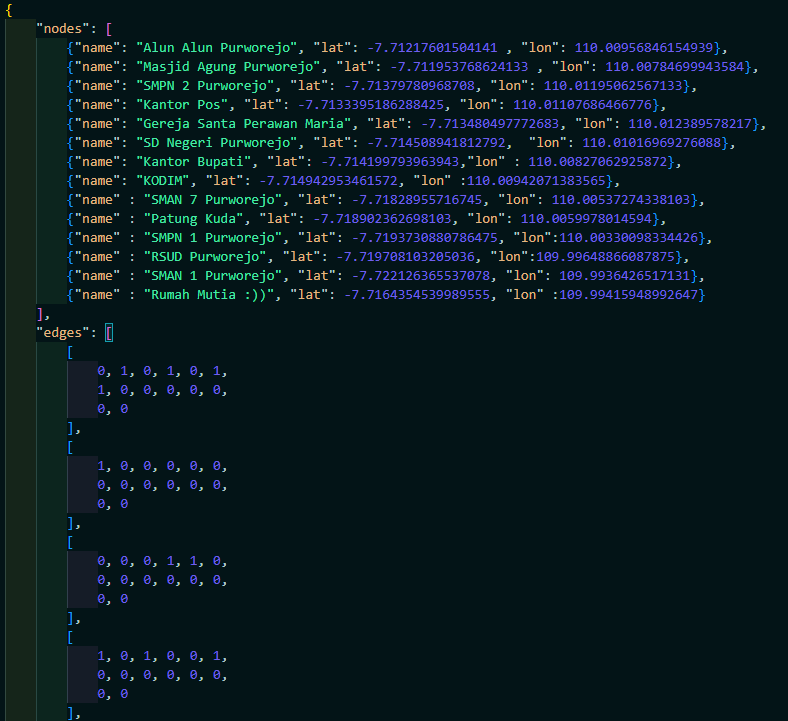 {
"nodes": [
{"name": "Alun Alun Purworejo", "lat": -7.71217601504141 , "lon": 110.00956846154939},
{"name": "Masjid Agung Purworejo", "lat": -7.711953768624133 , "lon": 110.00784699943584},
{"name": "SMPN 2 Purworejo", "lat": -7.71379780968708, "lon": 110.01195062567133},
{"name": "Kantor Pos", "lat": -7.7133395186288425, "lon": 110.01107686466776},
{"name": "Gereja Santa Perawan Maria", "lat": -7.713480497772683, "lon": 110.012389578217},
{"name": "SD Negeri Purworejo", "lat": -7.714508941812792,  "lon": 110.01016969276088},
{"name": "Kantor Bupati", "lat": -7.714199793963943,"lon" : 110.00827062925872},
{"name": "KODIM", "lat": -7.714942953461572, "lon" :110.00942071383565},
{"name" : "SMAN 7 Purworejo", "lat": -7.71828955716745, "lon": 110.00537274338103},
{"name" : "Patung Kuda", "lat": -7.718902362698103, "lon": 110.0059978014594},
{"name" : "SMPN 1 Purworejo", "lat": -7.7193730880786475, "lon":110.00330098334426},
{"name" : "RSUD Purworejo", "lat": -7.719708103205036, "lon":109.99648866087875},
{"name" : "SMAN 1 Purworejo", "lat": -7.722126365537078, "lon": 109.9936426517131},
{"name" : "Rumah Mutia :))", "lat": -7.7164354539989555, "lon" :109.99415948992647}
],
"edges": [
[
0, 1, 0, 1, 0, 1,
1, 0, 0, 0, 0, 0,
0, 0
],
[
1, 0, 0, 0, 0, 0,
0, 0, 0, 0, 0, 0,
0, 0
],
[
0, 0, 0, 1, 1, 0,
0, 0, 0, 0, 0, 0,
0, 0
],
[
1, 0, 1, 0, 0, 1,
0, 0, 0, 0, 0, 0,
0, 0
],